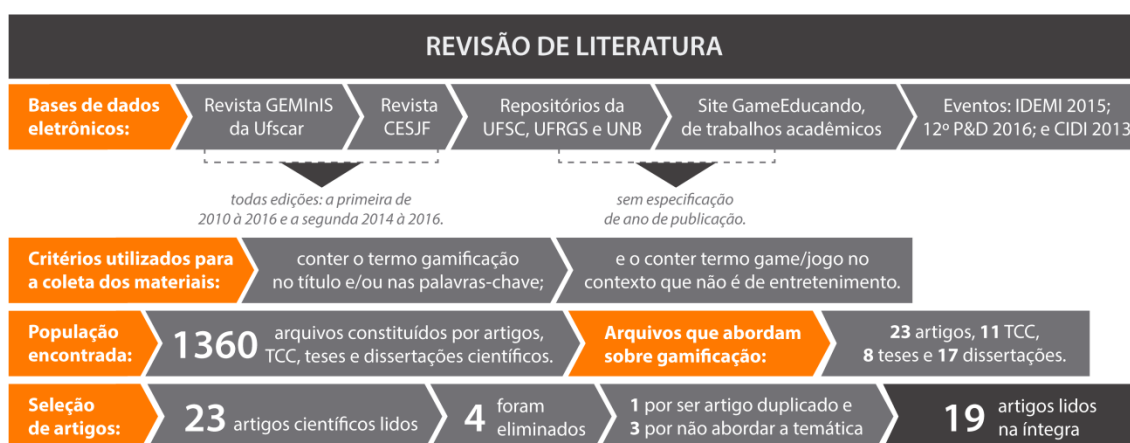 REVISÃO DE LITERATURA
Bases de dados
eletrônicos:
Revista GEMInIS
da Ufscar
Revista
CESJF
Repositórios da
UFSC, UFRGS e UNB
Site GameEducando,
de trabalhos acadêmicos
Eventos: IDEMI 2015;
12º P&D 2016; e CIDI 2013
todas edições: a primeira de
2010 à 2016 e a segunda 2014 à 2016.
sem especificação
de ano de publicação.
Critérios utilizados para
a coleta dos materiais:
conter o termo gamificação
no título e/ou nas palavras-chave;
e o conter termo game/jogo no
contexto que não é de entretenimento.
População
encontrada:
1360 arquivos constituídos por artigos,
TCC, teses e dissertações científicos.
Arquivos que abordam
sobre gamificação:
23 artigos, 11 TCC,
8 teses e 17 dissertações.
Seleção
de artigos:
23 artigos científicos lidos
4 foram
eliminados
1 por ser artigo duplicado e
3 por não abordar a temática
19 artigos lidos
na íntegra